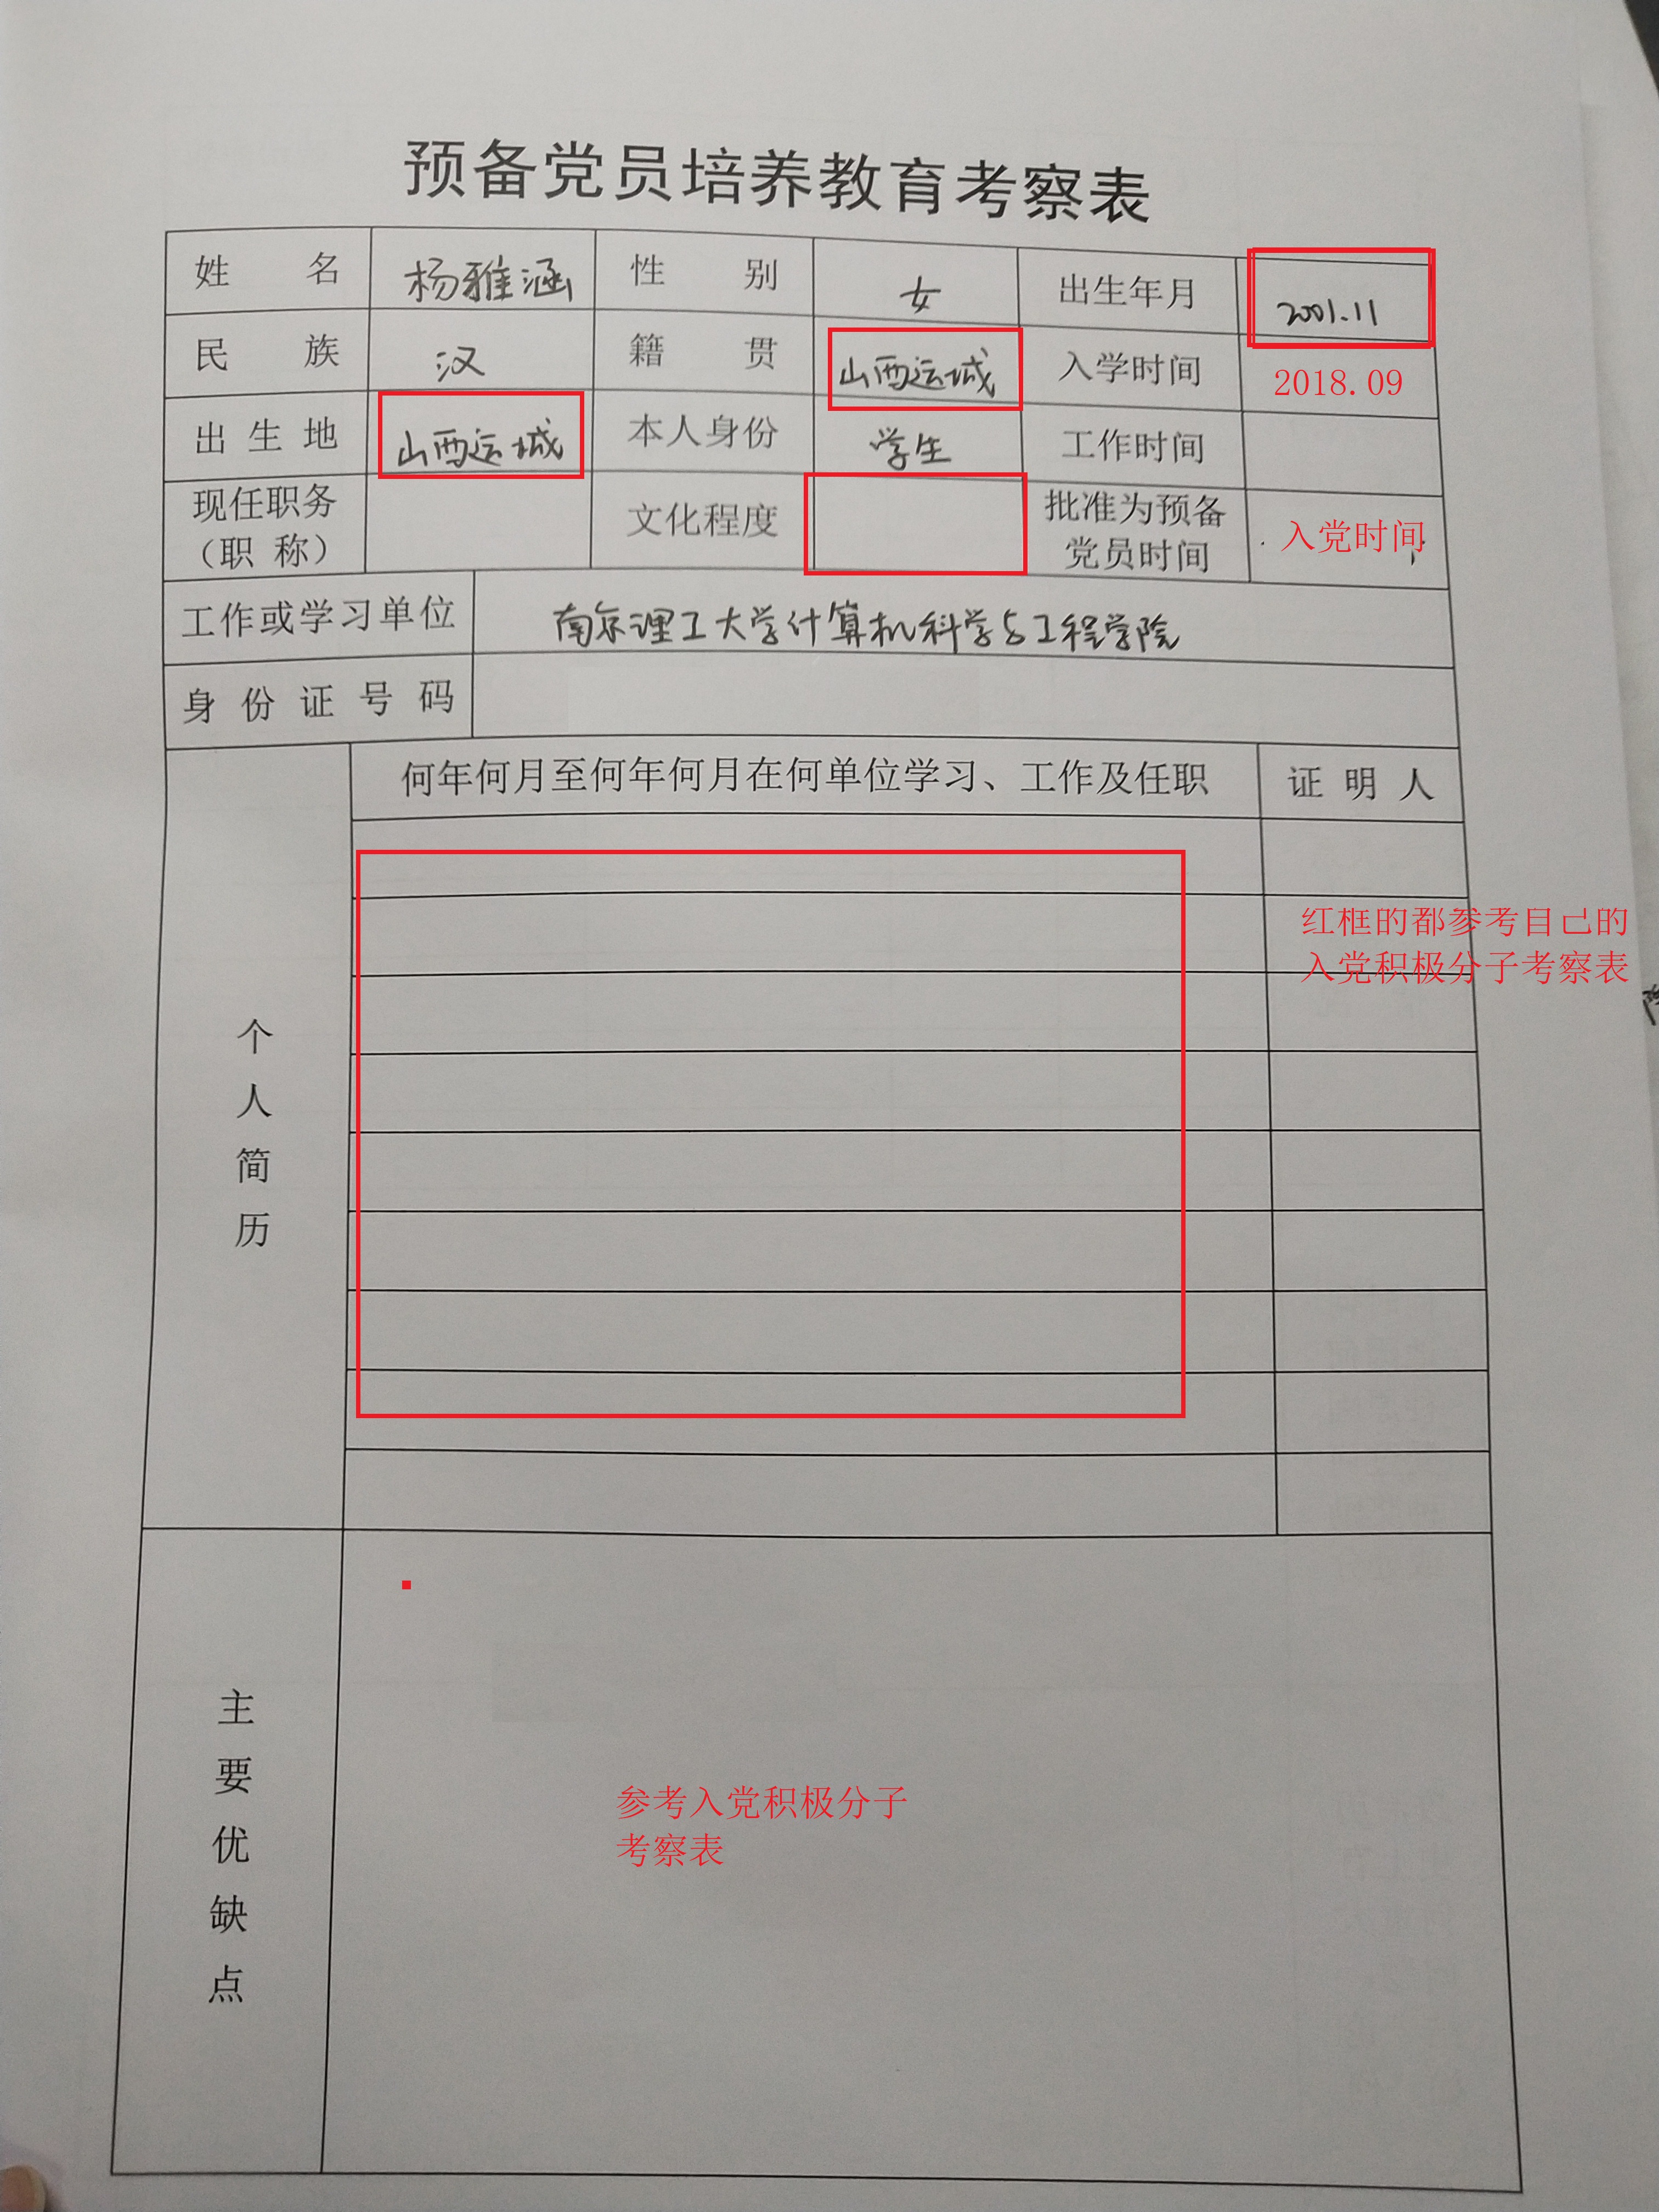 预备党员培养教育考察表
姓 名 杨雅涵 性 别 女 出生年月 2001.11
民 族 汉 籍 贯 山西运城 入学时间 2018.09
出生地 山西运城 本人身份 学生 工作时间
现任职务
（职 称） 文化程度 批准为预备
党员时间 入党时间
工作或学习单位 南京理工大学计算机科学与工程学院
身份证号码
何年何月至何年何月在何单位学习、工作及任职 证明人
红框的都参考自己的
入党积极分子考察表
个人简历
主要优缺点
参考入党积极分子
考察表